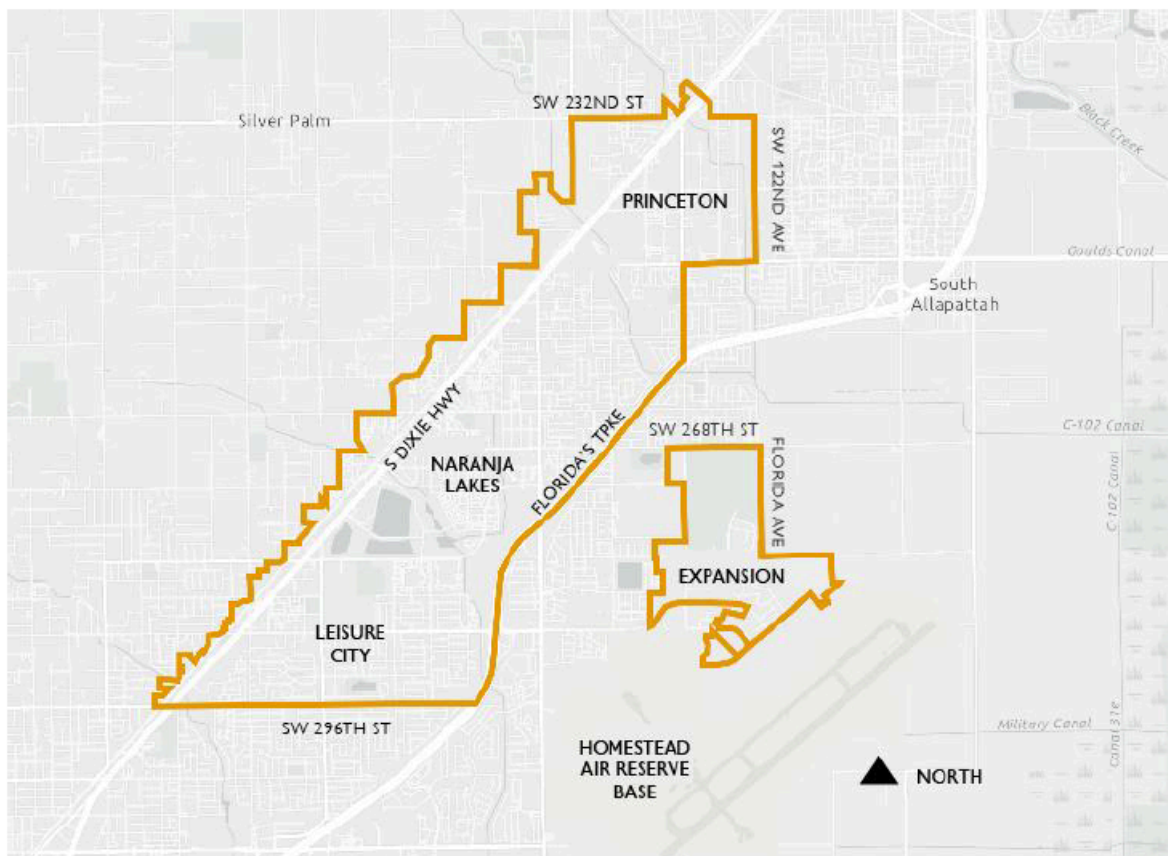 SW 232ND ST
Silver Palm
Black Creek
SW 122ND AVE
PRINCETON
Goulds Canal
South
Allapattah
S DIXIE HWY
C-102 Canal
SW 268TH ST
FLORIDA AVE
NARANJA
LAKES
FLORIDA'S TPKE
C-102 Canal
EXPANSION
LEISURE
CITY
SW 296TH ST
Military Canal
Canal 31e
HOMESTEAD
AIR RESERVE
BASE
NORTH